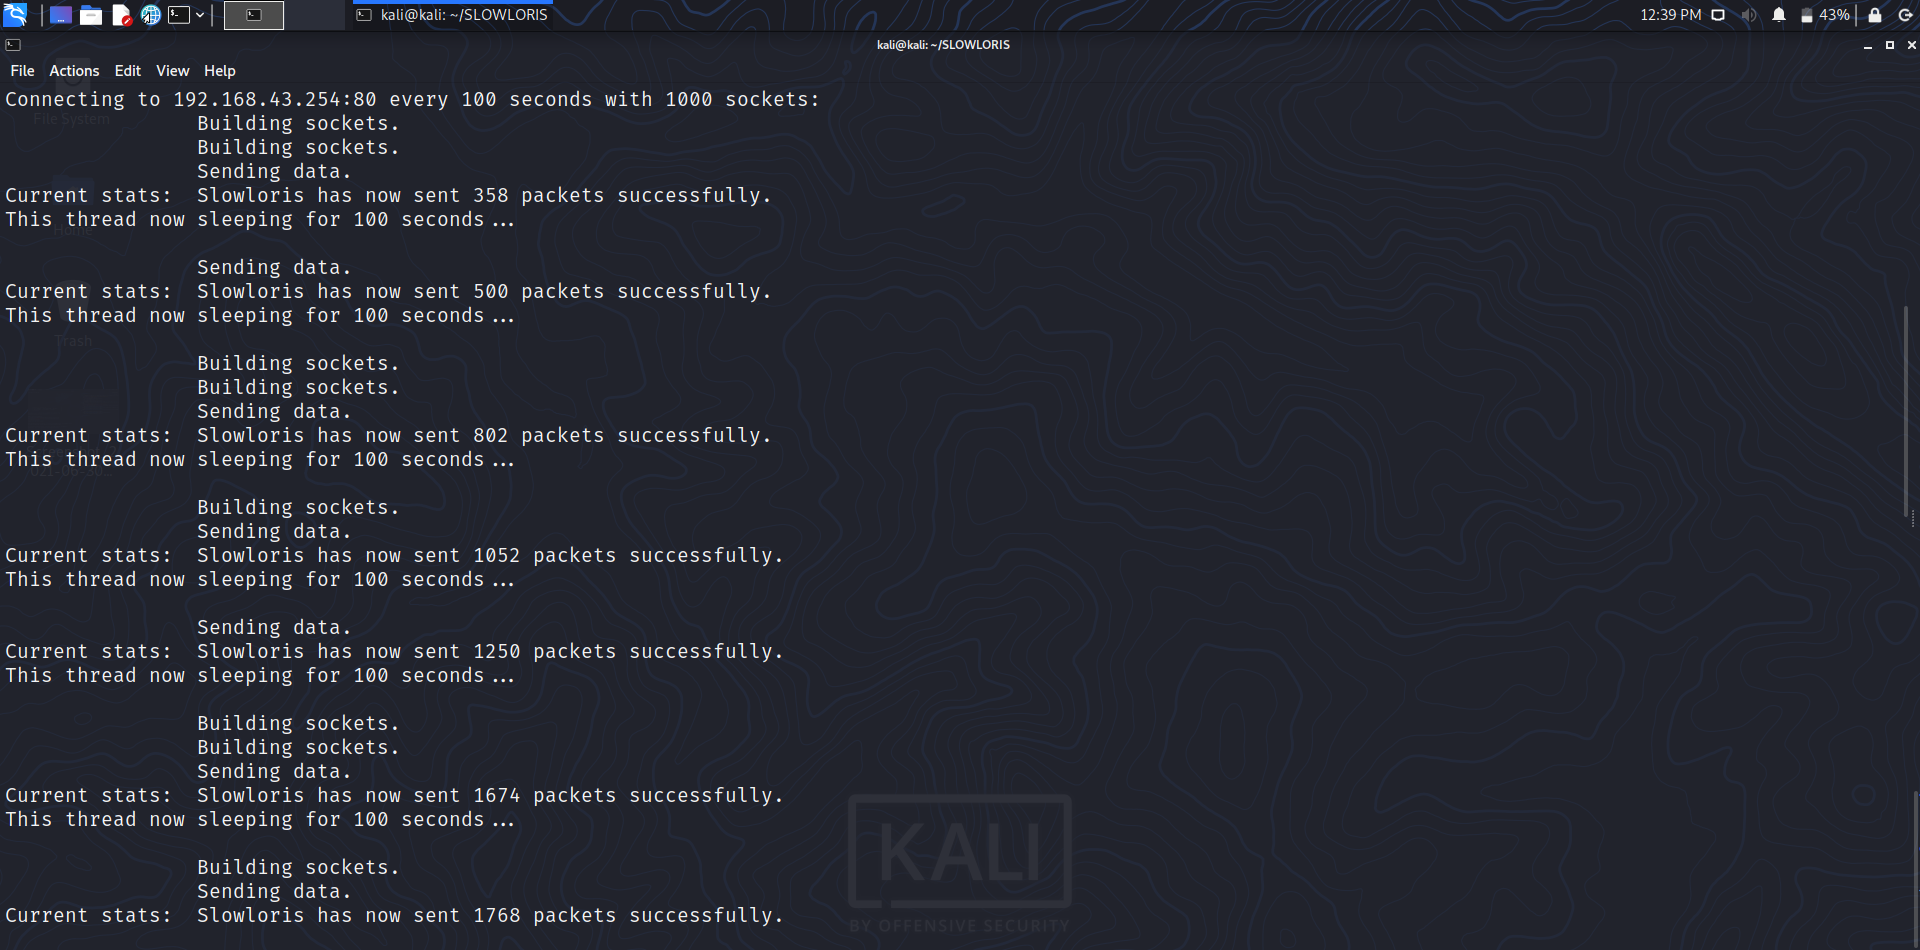 kali@kali: ~/SLOWLORIS
12:39 PM
43%
kali@kali: ~/SLOWLORIS
File Actions Edit View Help
Connecting to 192.168.43.254:80 every 100 seconds with 1000 sockets:
File System
Building sockets.
Building sockets.
Sending data.
Current stats: Slowloris has now sent 358 packets successfully.
This thread now sleeping for 100 seconds...
Home
Sending data.
Current stats: Slowloris has now sent 500 packets successfully.
This thread now sleeping for 100 seconds...
Trash
Building sockets.
Building sockets.
Sending data.
Current stats: Slowloris has now sent 802 packets successfully.
This thread now sleeping for 100 seconds...
Building sockets.
Sending data.
Current stats: Slowloris has now sent 1052 packets successfully.
This thread now sleeping for 100 seconds...
Sending data.
Current stats: Slowloris has now sent 1250 packets successfully.
This thread now sleeping for 100 seconds...
Building sockets.
Building sockets.
Sending data.
Current stats: Slowloris has now sent 1674 packets successfully.
This thread now sleeping for 100 seconds...
Building sockets.
Sending data.
Current stats: Slowloris has now sent 1768 packets successfully.
KALI
BY OFFENSIVE SECURITY